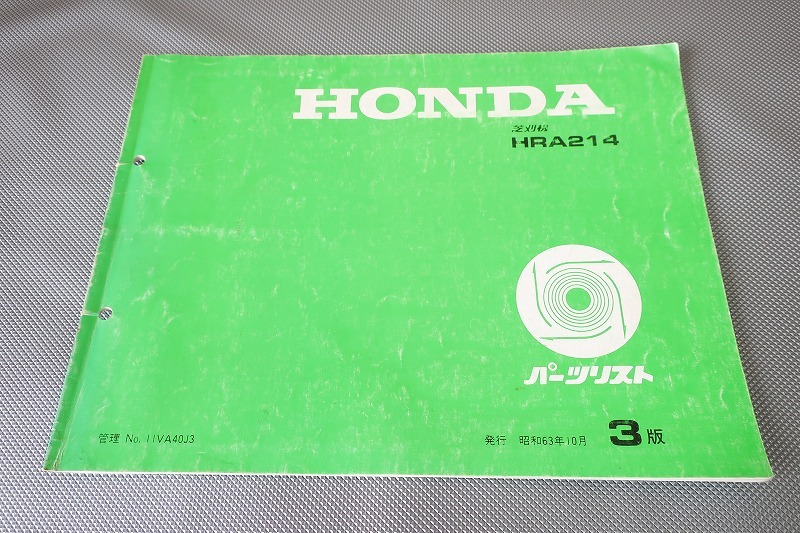 HONDA
芝刈機
HRA214
パーツリスト
管理 No. 11VA40J3
発行 昭和63年10月 3版